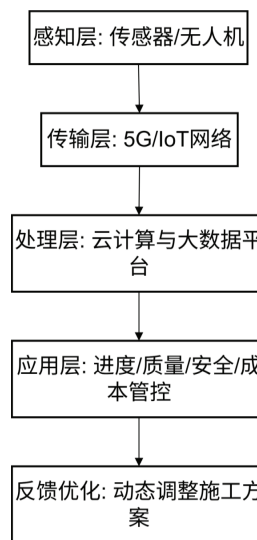 感知层: 传感器/无人机
传输层: 5G/IoT网络
处理层: 云计算与大数据平
台
应用层: 进度/质量/安全/成
本管控
反馈优化: 动态调整施工方
案